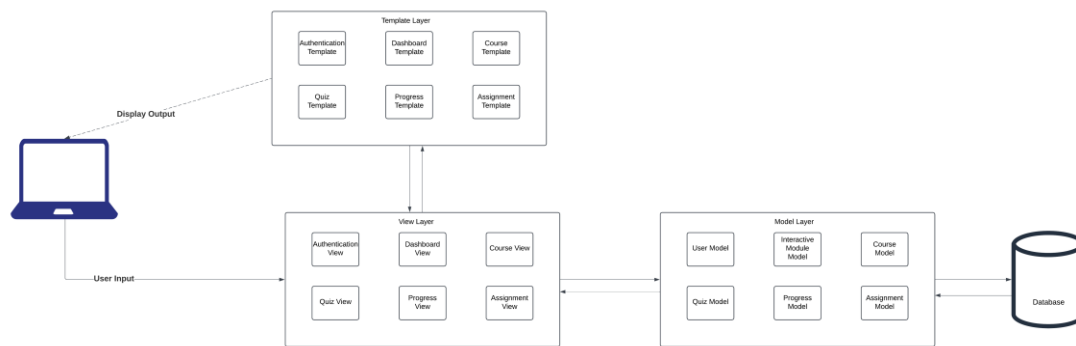 Template Layer
Authentication
Template
Dashboard
Template
Course
Template
Quiz
Template
Progress
Template
Assignment
Template
Display Output
User Input
View Layer
Authentication
View
Dashboard
View
Course View
Quiz View
Progress
View
Assignment
View
Model Layer
User Model
Interactive
Module
Model
Course
Model
Quiz Model
Progress
Model
Assignment
Model
Database